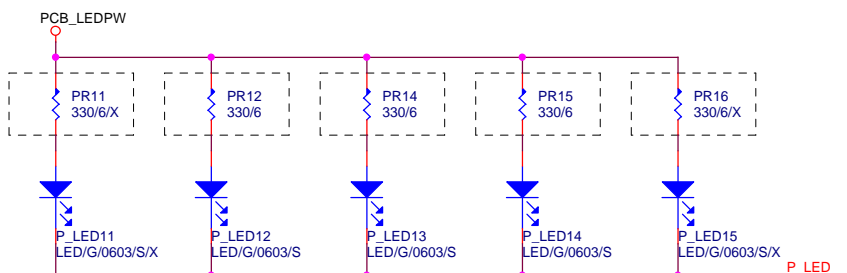 PCB_LEDPW
PR11
330/6/X
PR12
330/6
PR14
330/6
PR15
330/6
PR16
330/6/X
P_LED11
LED/G/0603/S/X
P_LED12
LED/G/0603/S
P_LED13
LED/G/0603/S
P_LED14
LED/G/0603/S
P_LED15
LED/G/0603/S/X
P_LED